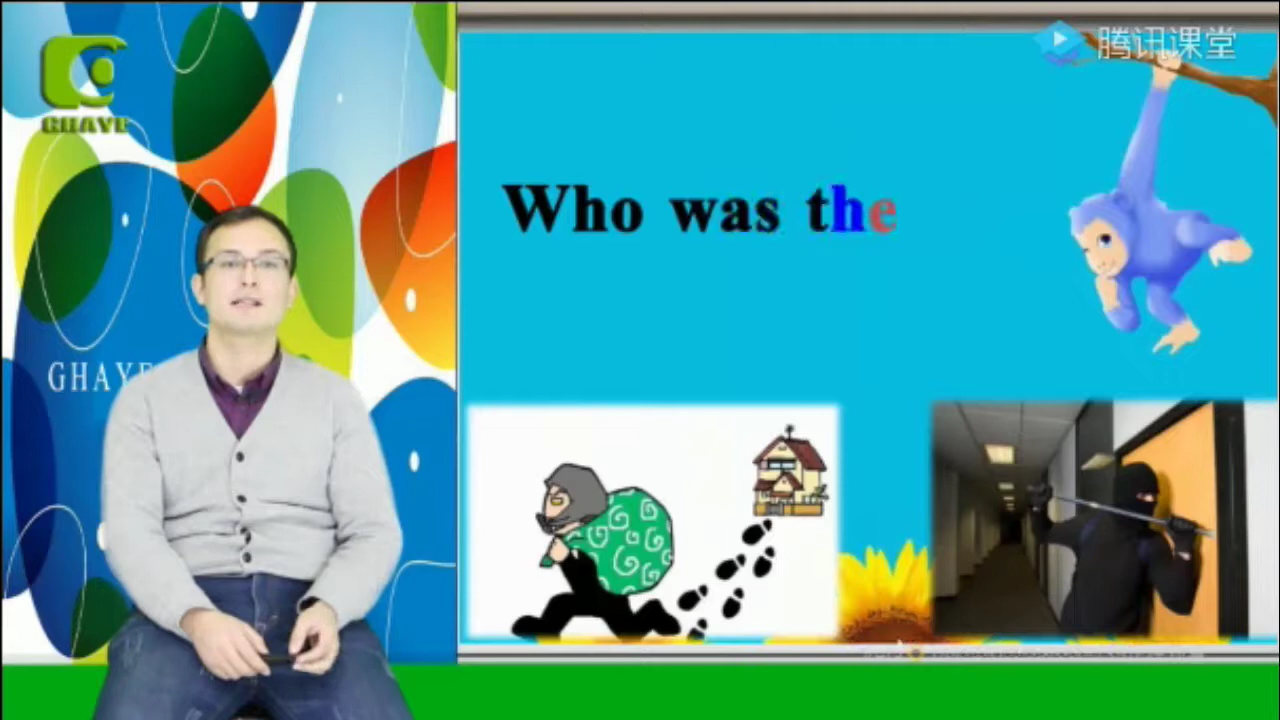 GHAYE
腾讯课堂
Who was the
GHAYE